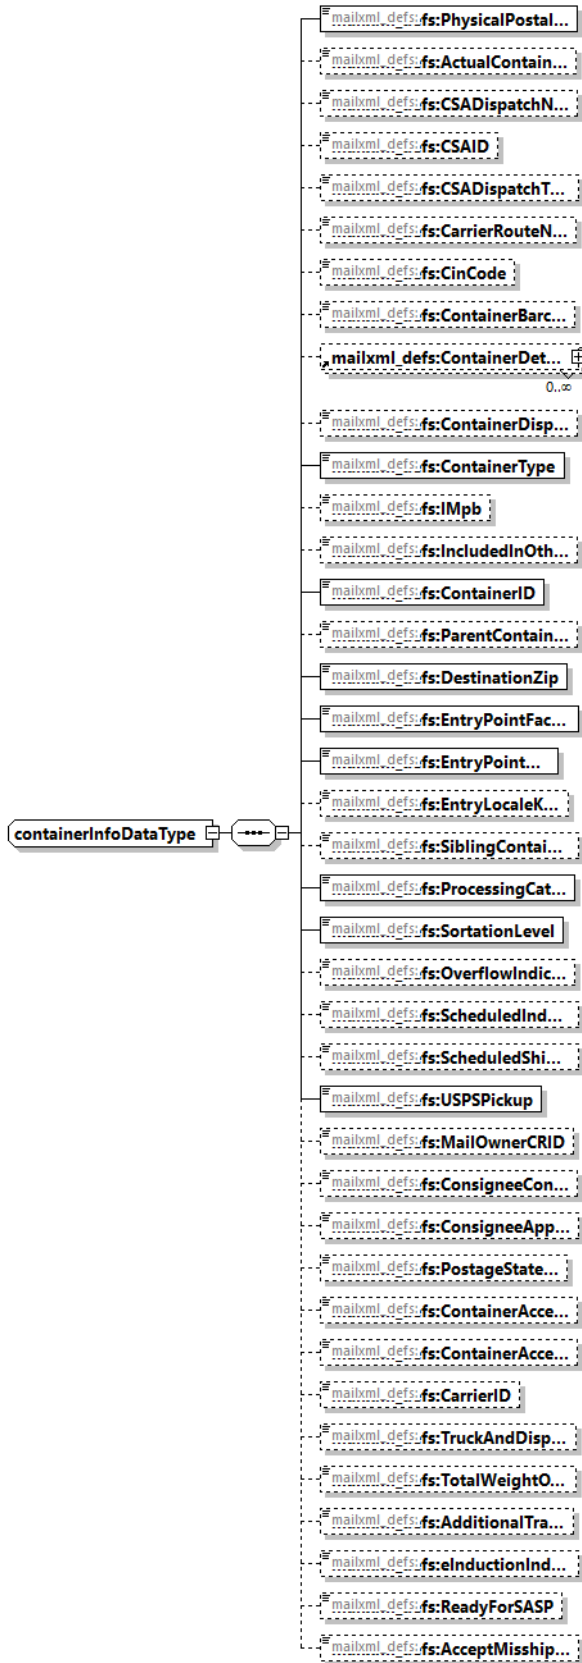 mailxml_defs:fs:PhysicalPostal...
mailxml_defs:fs:ActualContain...
mailxml_defs:fs:CSADispatchN...
mailxml_defs:fs:CSAID
mailxml_defs:fs:CSADispatchT...
mailxml_defs:fs:CarrierRouteN...
mailxml_defs:fs:CinCode
mailxml_defs:fs:ContainerBarc...
mailxml_defs:ContainerDet...
0..∞
mailxml_defs:fs:ContainerDisp...
mailxml_defs:fs:ContainerType
mailxml_defs:fs:IMpb
mailxml_defs:fs:IncludedInOth...
mailxml_defs:fs:ContainerID
mailxml_defs:fs:ParentContain...
mailxml_defs:fs:DestinationZip
mailxml_defs:fs:EntryPointFac...
mailxml_defs:fs:EntryPoint...
mailxml_defs:fs:EntryLocaleK...
containerInfoDataType
mailxml_defs:fs:SiblingContai...
mailxml_defs:fs:ProcessingCat...
mailxml_defs:fs:SortationLevel
mailxml_defs:fs:OverflowIndic...
mailxml_defs:fs:ScheduledInd...
mailxml_defs:fs:ScheduledShi...
mailxml_defs:fs:USPSPickup
mailxml_defs:fs:MailOwnerCRID
mailxml_defs:fs:ConsigneeCon...
mailxml_defs:fs:ConsigneeApp...
mailxml_defs:fs:PostageState...
mailxml_defs:fs:ContainerAcce...
mailxml_defs:fs:ContainerAcce...
mailxml_defs:fs:CarrierID
mailxml_defs:fs:TruckAndDisp...
mailxml_defs:fs:TotalWeightO...
mailxml_defs:fs:AdditionalTra...
mailxml_defs:fs:eInductionInd...
mailxml_defs:fs:ReadyForSASP
mailxml_defs:fs:AcceptMisship...